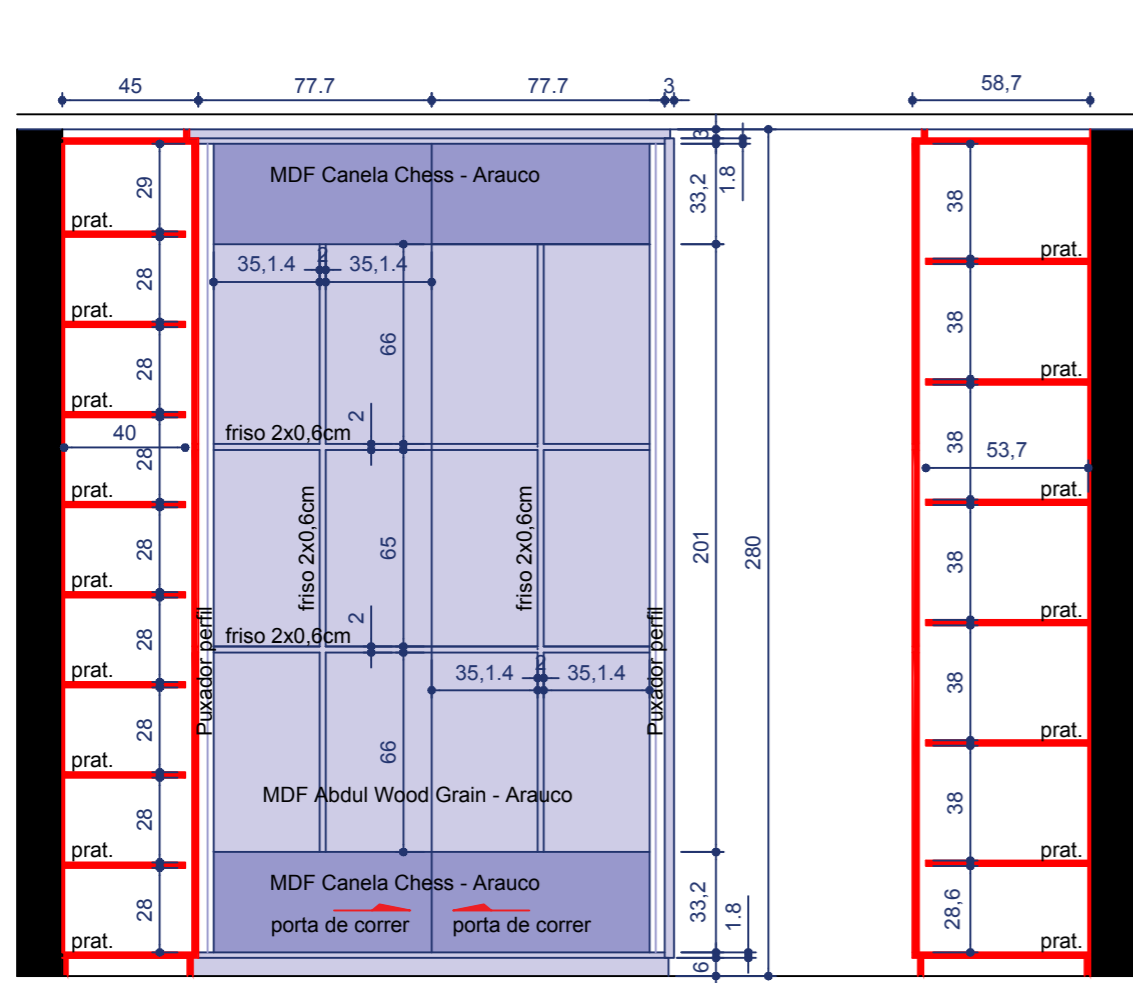 45
77.7
77.7
3
58,7
3
1.8
33,2
MDF Canela Chess - Arauco
29
prat.
38
prat.
35,1.4
2
35,1.4
28
prat.
66
38
prat.
28
prat.
2
friso 2x0,6cm
40
28
38
53,7
prat.
prat.
friso 2x0,6cm
friso 2x0,6cm
65
201
280
28
prat.
38
prat.
2
friso 2x0,6cm
Puxador perfil
Puxador perfil
28
prat.
35,1.4
2
35,1.4
38
prat.
28
prat.
66
MDF Abdul Wood Grain - Arauco
38
28
prat.
prat.
MDF Canela Chess - Arauco
33,2
1.8
28
28,6
porta de correr
porta de correr
prat.
prat.
6